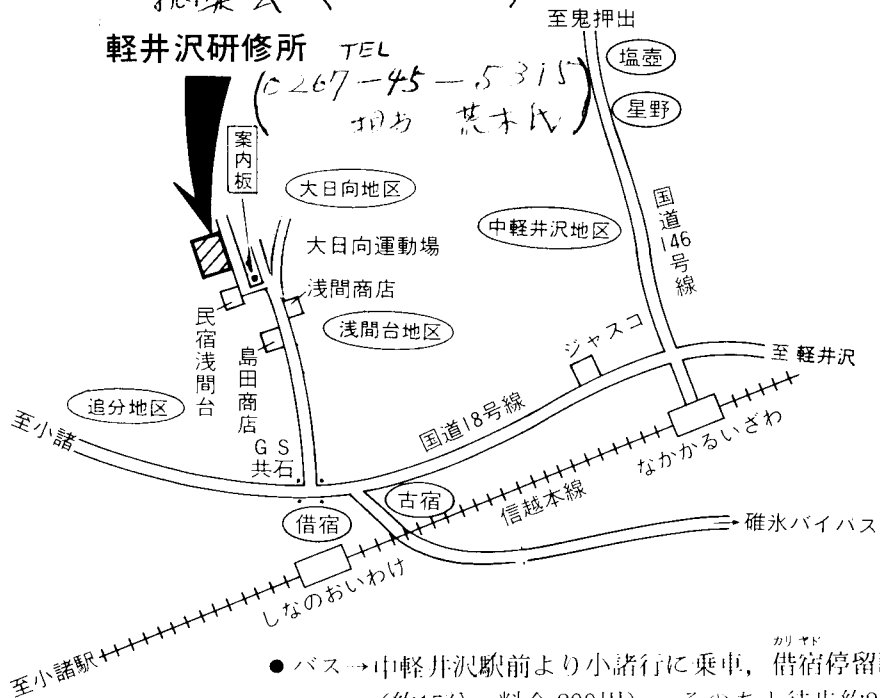 至鬼押出
軽井沢研修所
TEL
(0267-45-5315
担当 荒木氏)
塩壺
星野
案内板
大日向地区
国道146号線
中軽井沢地区
大日向運動場
浅間商店
民宿浅間台
浅間台地区
島田商店
ジャスコ
至軽井沢
追分地区
至小諸
国道18号線
GS
共石
なかかるいざわ
古宿
信越本線
借宿
碓氷バイパス
しなのおいわけ
至小諸駅
カリヤド
●バス→中軽井沢駅前より小諸行に乗車,借宿停留